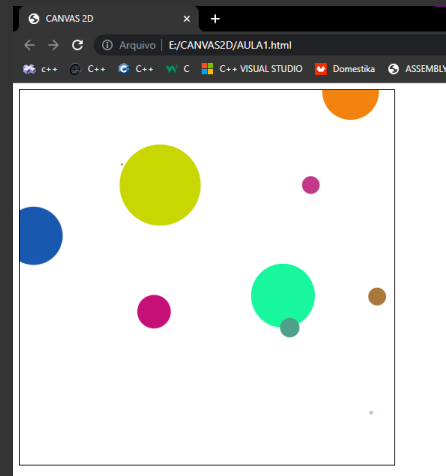 CANVAS 2D
Arquivo E:/CANVAS2D/AULA1.html
c++ C++ C++ C C++ VISUAL STUDIO Domestika ASSEMBLY